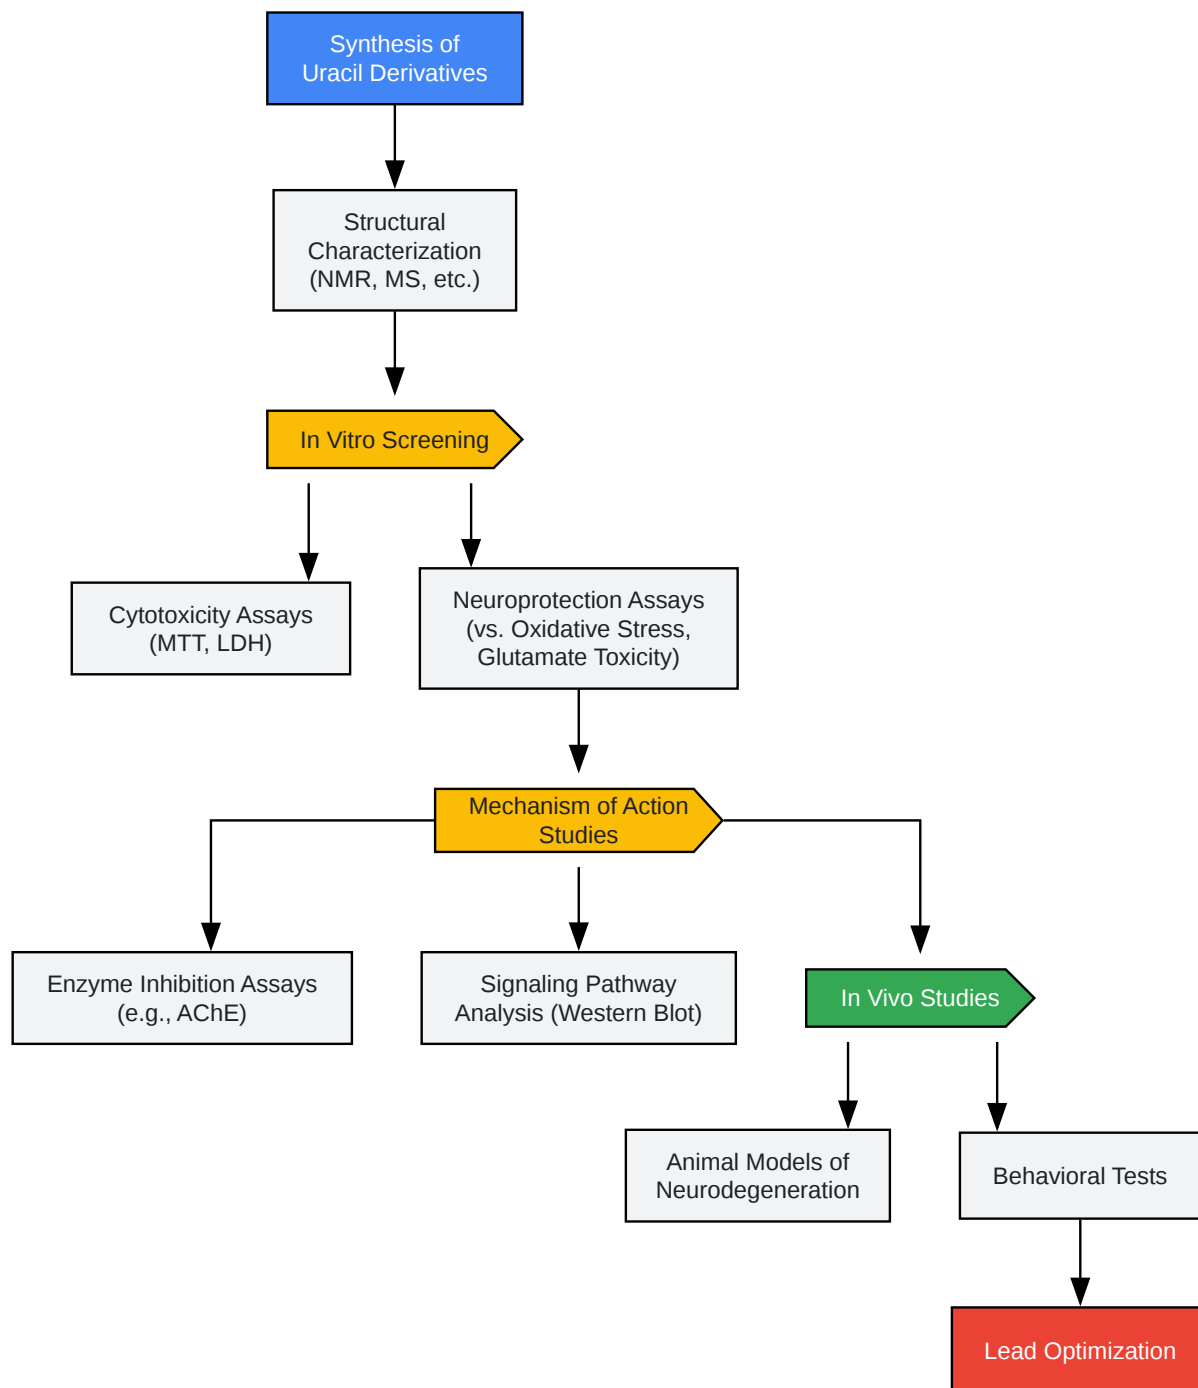 Synthesis of
Uracil Derivatives
Structural
Characterization
(NMR, MS, etc.)
In Vitro Screening
Cytotoxicity Assays
(MTT, LDH)
Neuroprotection Assays
(vs. Oxidative Stress,
Glutamate Toxicity)
Mechanism of Action
Studies
Enzyme Inhibition Assays
(e.g., AChE)
Signaling Pathway
Analysis (Western Blot)
In Vivo Studies
Animal Models of
Neurodegeneration
Behavioral Tests
Lead Optimization